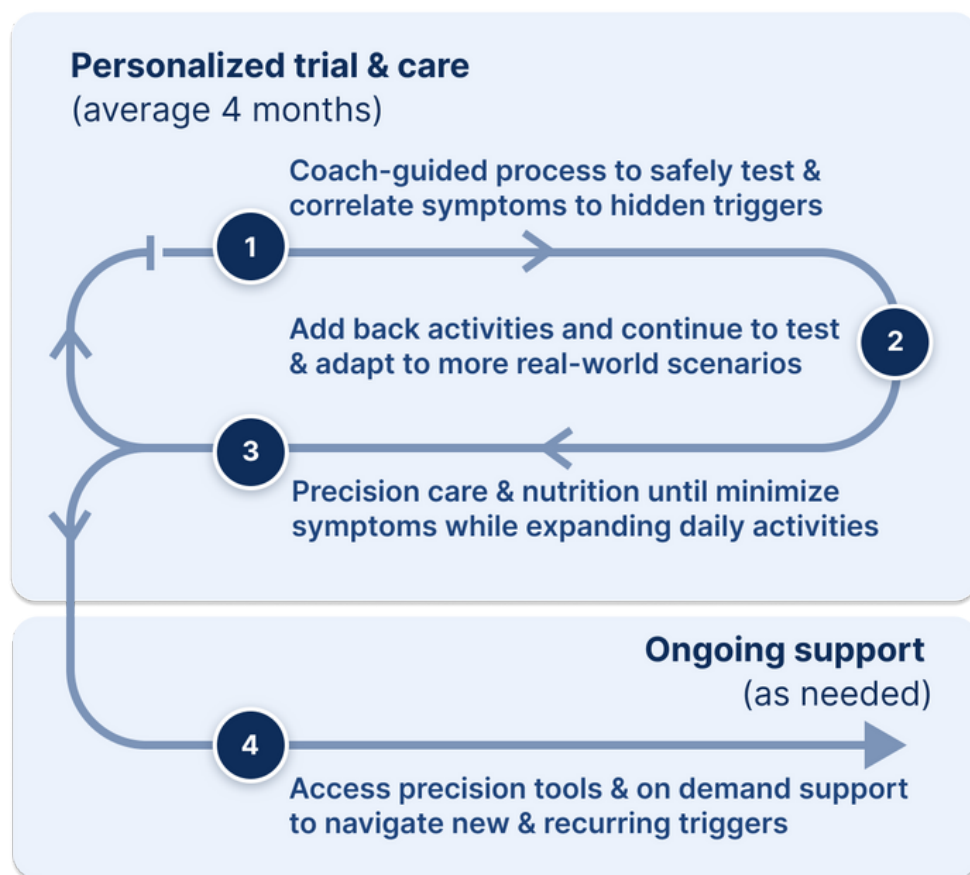 Personalized trial & care
(average 4 months)
Coach-guided process to safely test &
correlate symptoms to hidden triggers
1
Add back activities and continue to test
& adapt to more real-world scenarios
2
3
Precision care & nutrition until minimize
symptoms while expanding daily activities
Ongoing support
(as needed)
4
Access precision tools & on demand support
to navigate new & recurring triggers